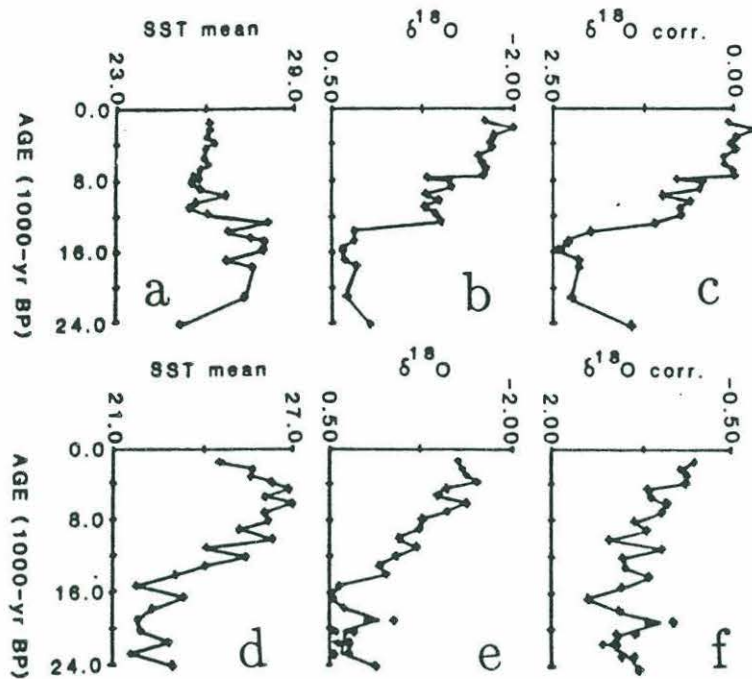 SST mean
δ18O
δ18O corr.
23.0
29.0
0.50
-2.00
2.50
0.00
0.0
8.0
16.0
24.0
AGE (1000-yr BP)
a
b
c
SST mean
δ18O
δ18O corr.
21.0
27.0
0.50
-2.00
2.00
-0.50
0.0
8.0
16.0
24.0
AGE (1000-yr BP)
d
e
f